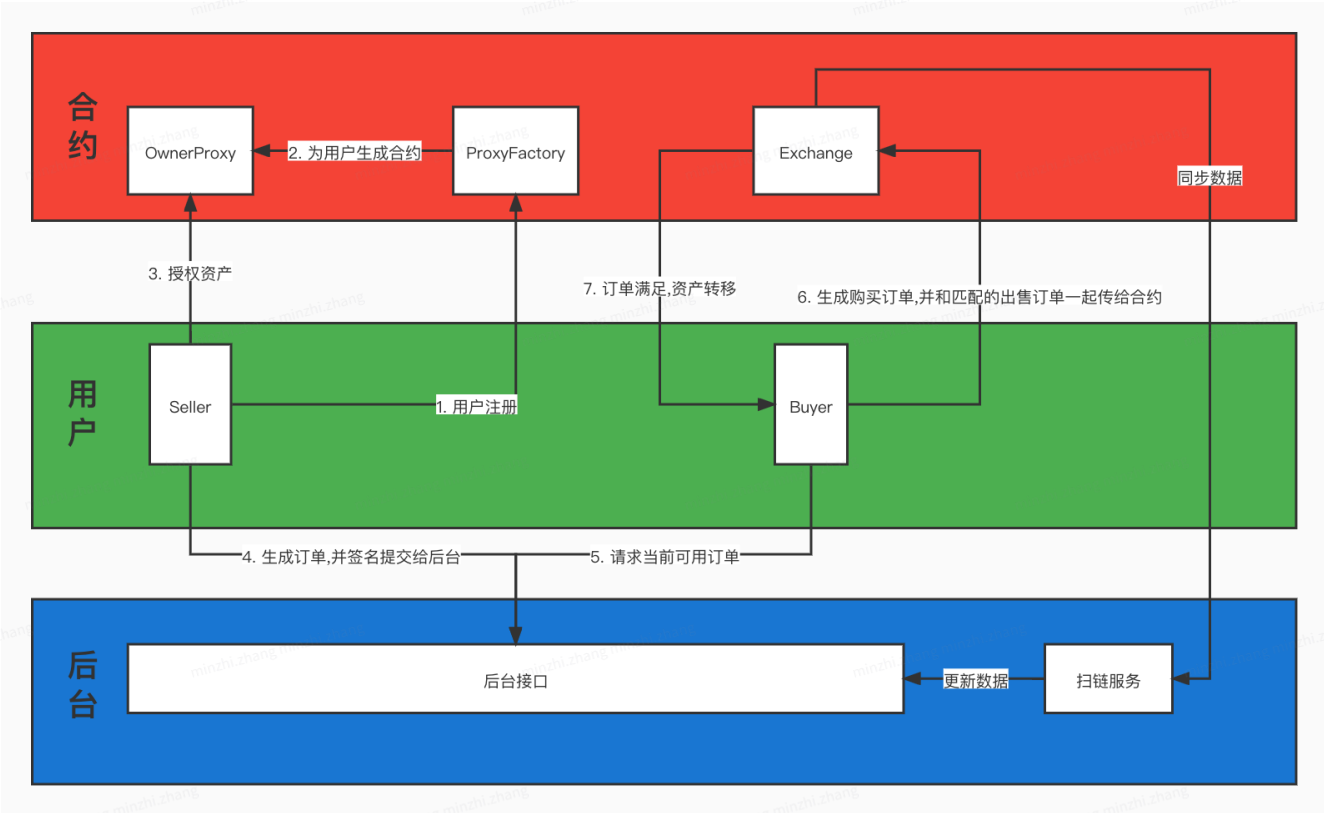 合约
OwnerProxy
2. 为用户生成合约
ProxyFactory
Exchange
同步数据
3. 授权资产
7. 订单满足,资产转移
6. 生成购买订单,并和匹配的出售订单一起传给合约
用户
Seller
1. 用户注册
Buyer
4. 生成订单,并签名提交给后台
5. 请求当前可用订单
后台
后台接口
更新数据
扫链服务
minzhi.zhang